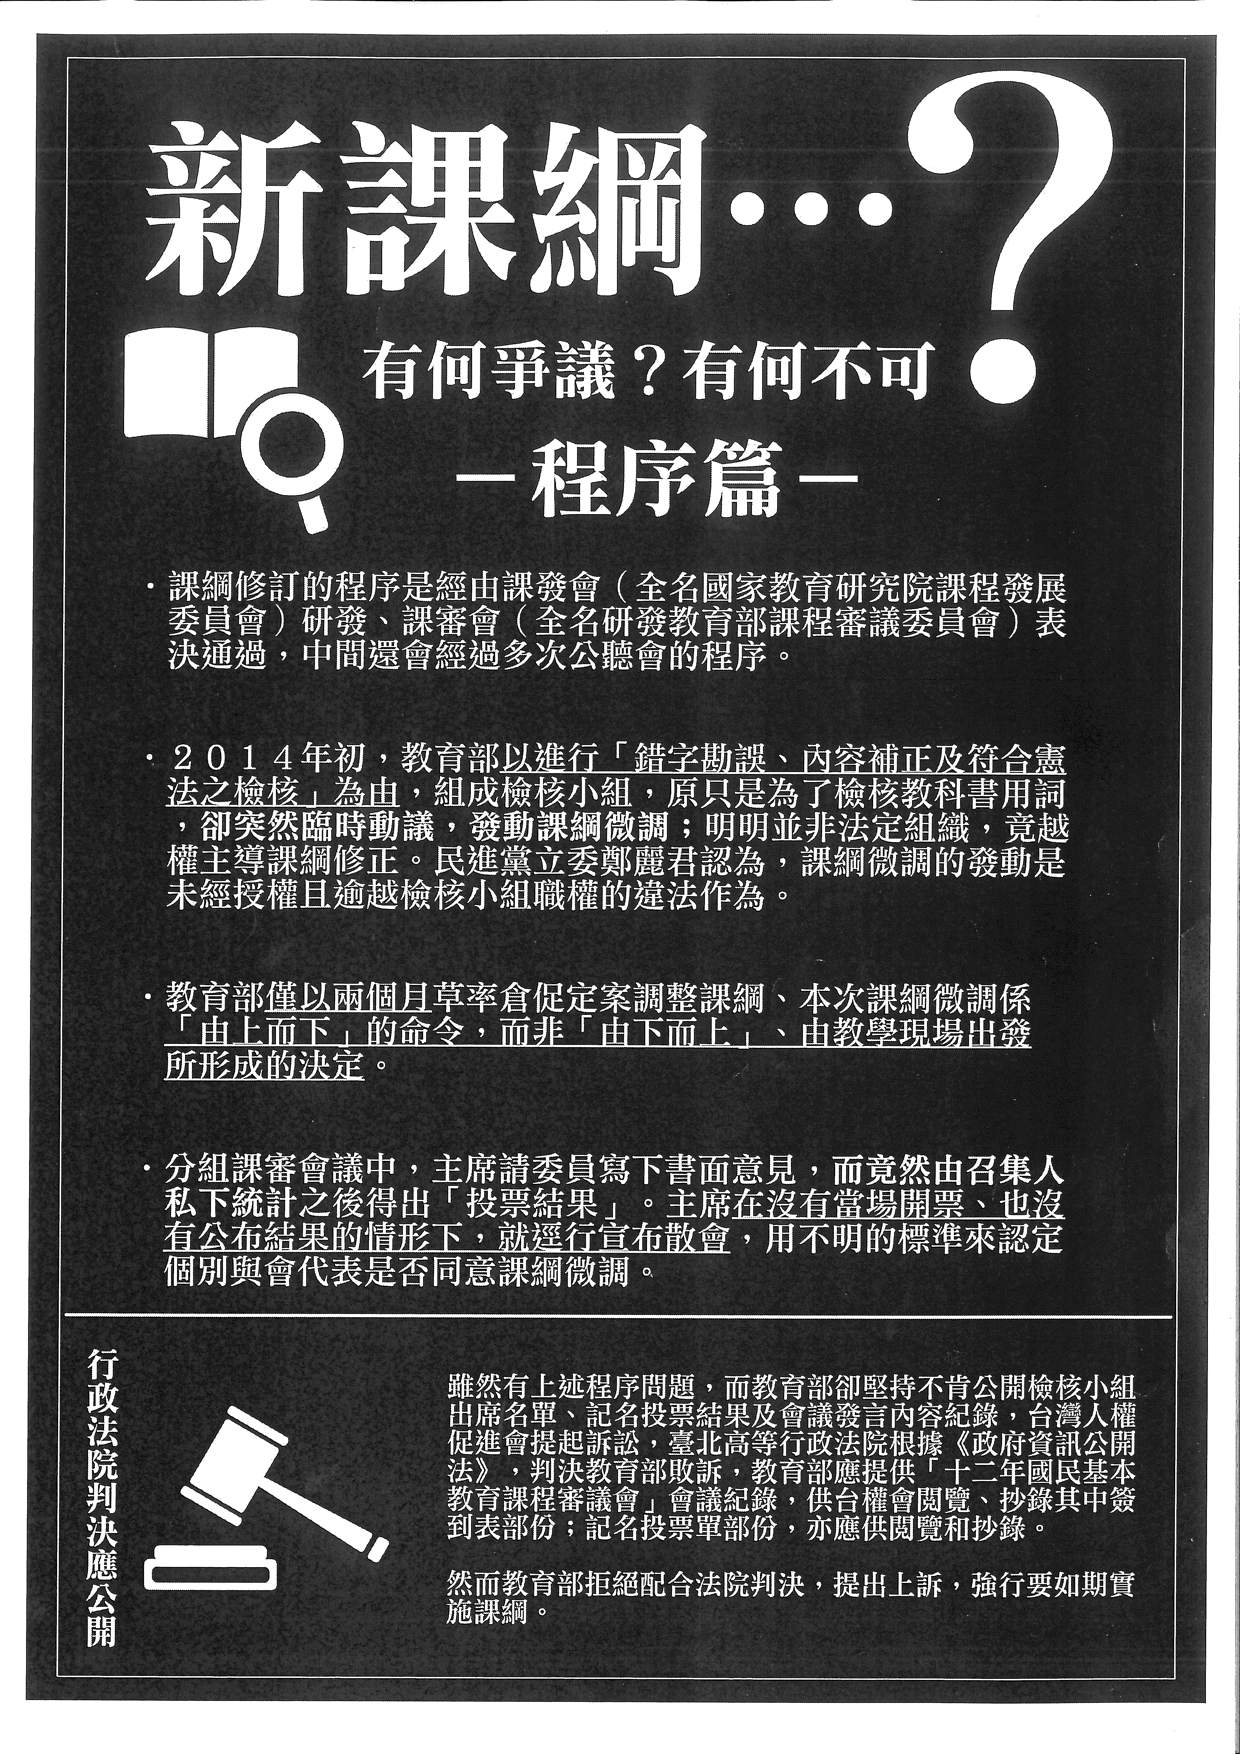 新課綱…?
有何爭議？有何不可
－程序篇－
・課綱修訂的程序是經由課發會（全名國家教育研究院課程發展
委員會）研發、課審會（全名研發教育部課程審議委員會）表
決通過，中間還會經過多次公聽會的程序。
・２０１４年初，教育部以進行「錯字勘誤、內容補正及符合憲
法之檢核」為由，組成檢核小組，原只是為了檢核教科書用詞
，卻突然臨時動議，發動課綱微調；明明並非法定組織，竟越
權主導課綱修正。民進黨立委鄭麗君認為，課綱微調的發動是
未經授權且逾越檢核小組職權的違法作為。
・教育部僅以兩個月草率倉促定案調整課綱、本次課綱微調係
「由上而下」的命令，而非「由下而上」、由教學現場出發
所形成的決定。
・分組課審會議中，主席請委員寫下書面意見，而竟然由召集人
私下統計之後得出「投票結果」。主席在沒有當場開票、也沒
有公布結果的情形下，就逕行宣布散會，用不明的標準來認定
個別與會代表是否同意課綱微調。
行政法院判決應公開
雖然有上述程序問題，而教育部卻堅持不肯公開檢核小組
出席名單、記名投票結果及會議發言內容紀錄，台灣人權
促進會提起訴訟，臺北高等行政法院根據《政府資訊公開
法》，判決教育部敗訴，教育部應提供「十二年國民基本
教育課程審議會」會議紀錄，供台權會閱覽、抄錄其中簽
到表部份；記名投票單部份，亦應供閱覽和抄錄。
然而教育部拒絕配合法院判決，提出上訴，強行要如期實
施課綱。